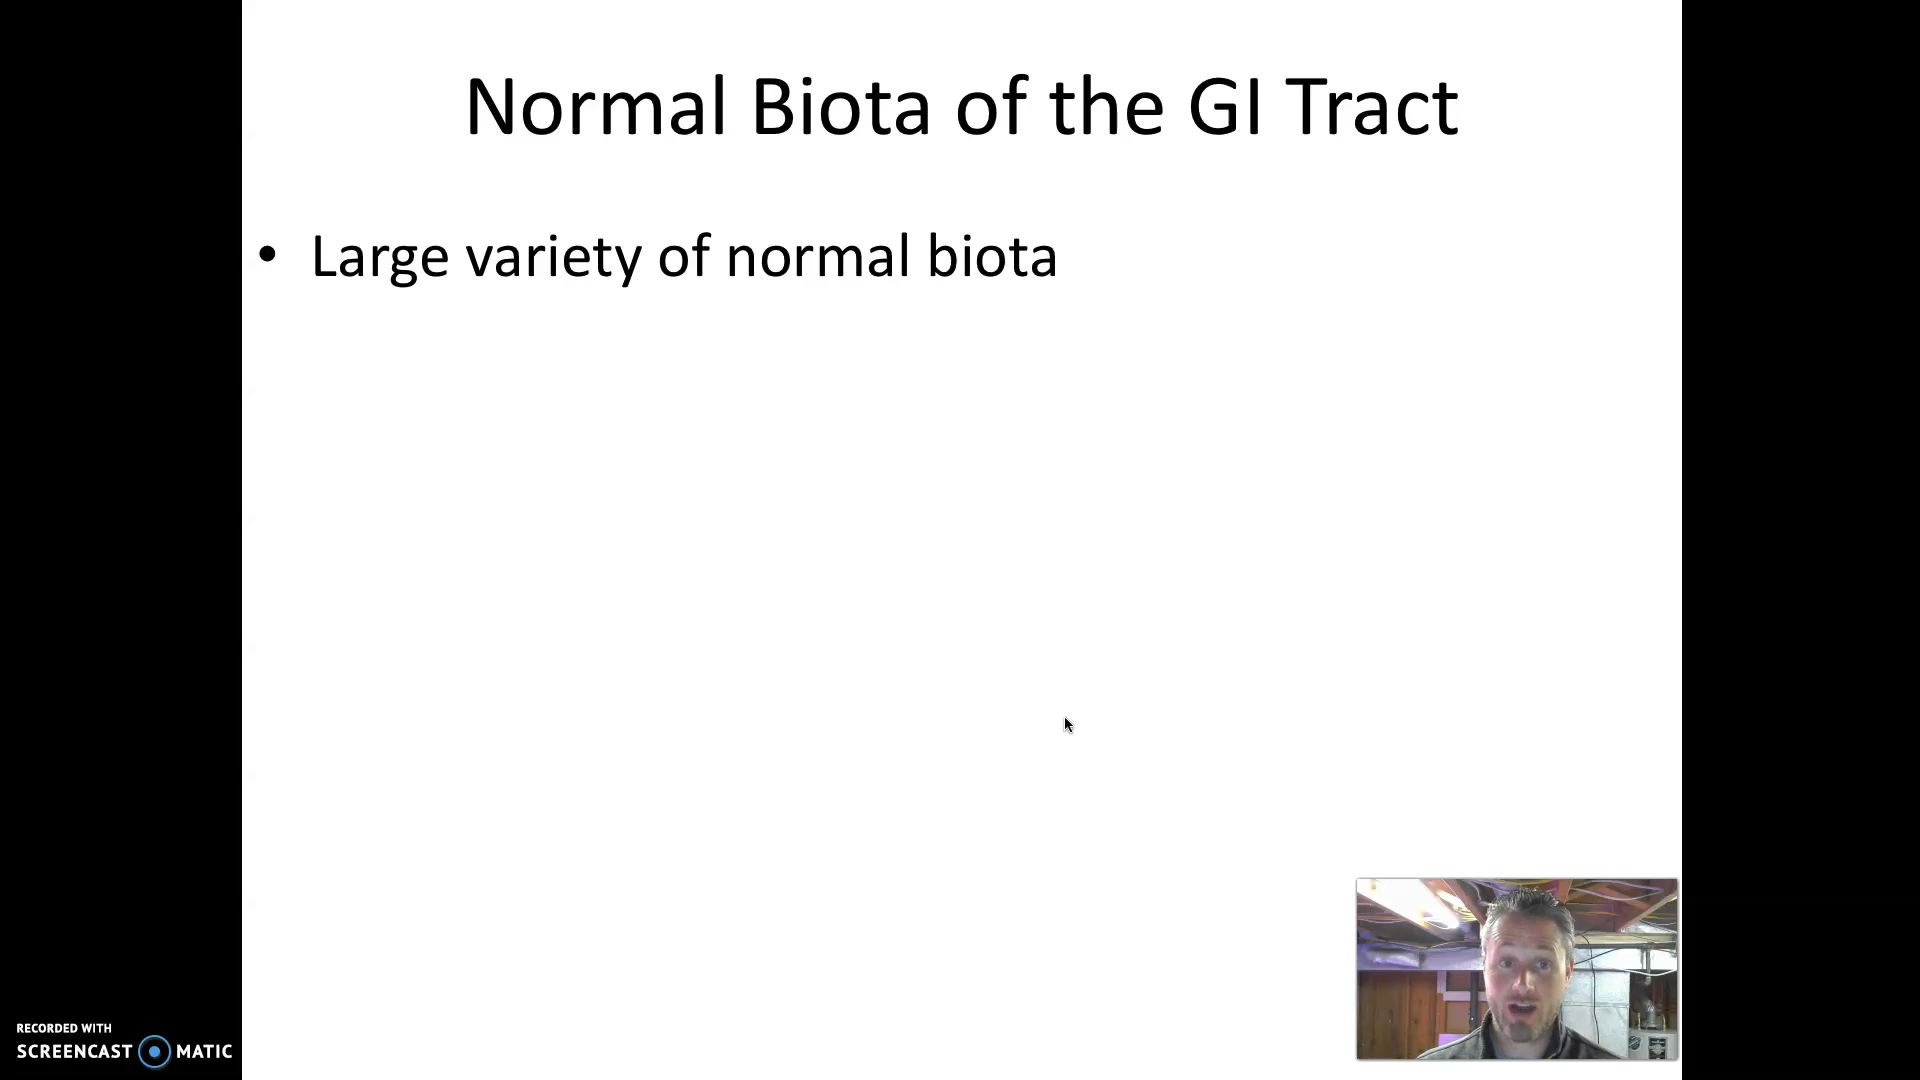 Normal Biota of the GI Tract
• Large variety of normal biota
RECORDED WITH
SCREENCAST MATIC